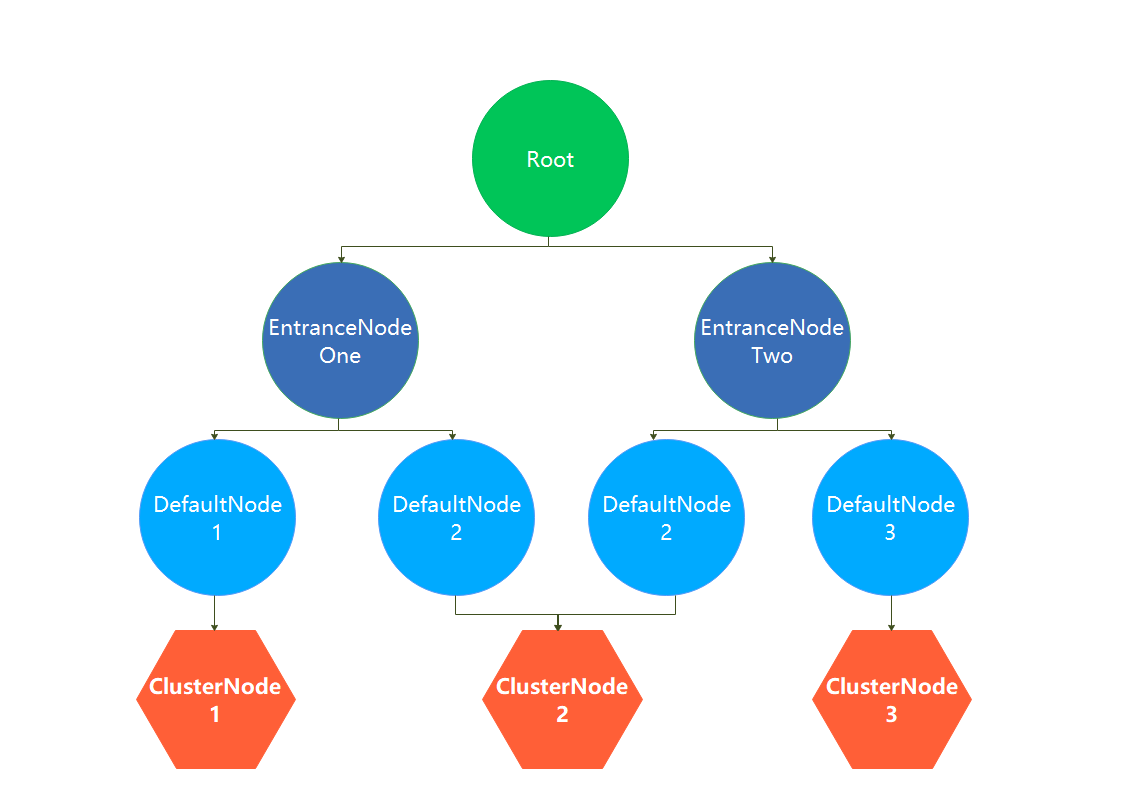 Root
EntranceNode
One
EntranceNode
Two
DefaultNode
1
DefaultNode
2
DefaultNode
2
DefaultNode
3
ClusterNode
1
ClusterNode
2
ClusterNode
3